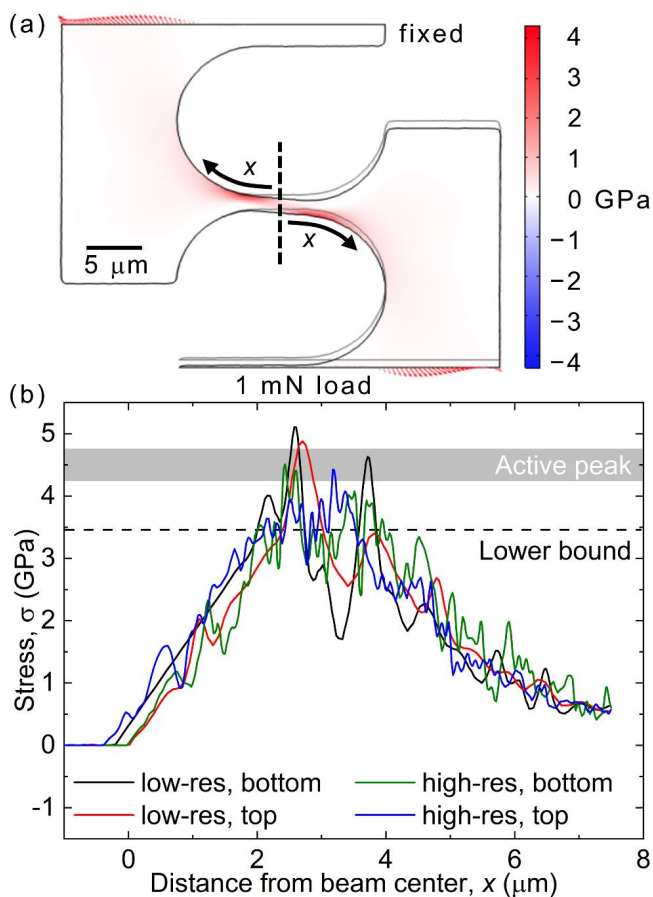 (a)
fixed
x
x
5 μm
1 mN load
4
3
2
1
0 GPa
−1
−2
−3
−4
(b)
Active peak
Lower bound
5
4
3
2
1
0
-1
Stress, σ (GPa)
low-res, bottom
high-res, bottom
low-res, top
high-res, top
0 2 4 6 8
Distance from beam center, x (μm)